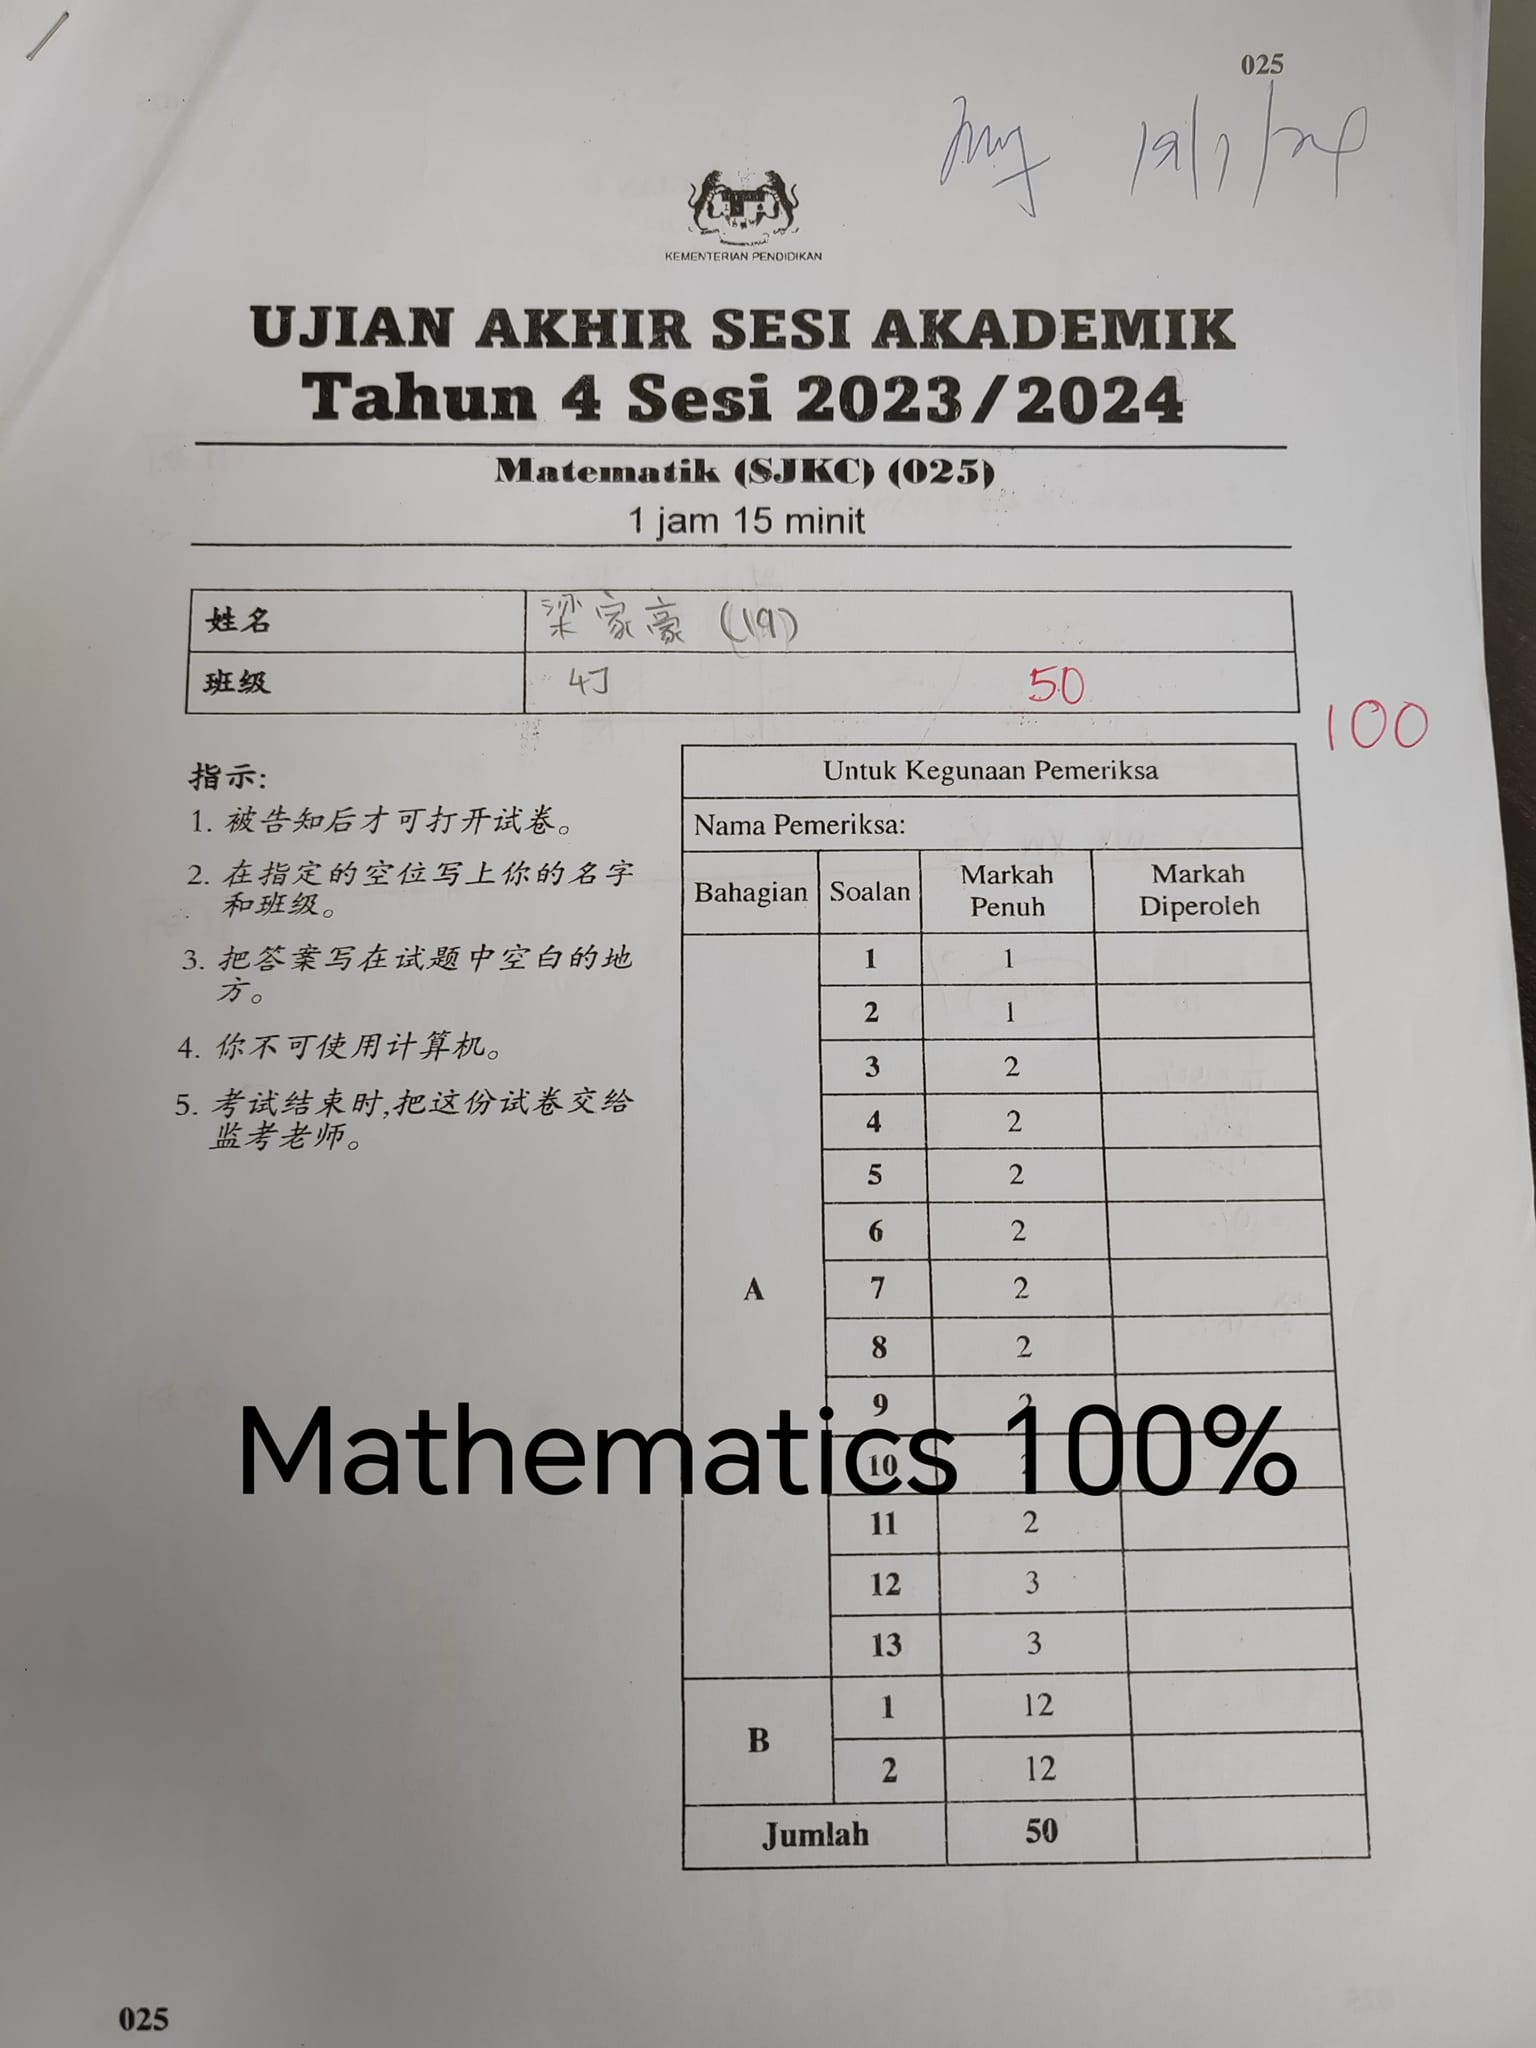 025
19/1/24
KEMENTERIAN PENDIDIKAN
UJIAN AKHIR SESI AKADEMIK
Tahun 4 Sesi 2023/2024
Matematik (SJKC) (025)
1 jam 15 minit
姓名 梁家豪 (19)
班级 4J 50
100
指示:
1. 被告知后才可打开试卷。
2. 在指定的空位写上你的名字
和班级。
3. 把答案写在试题中空白的地
方。
4. 你不可使用计算机。
5. 考试结束时,把这份试卷交给
监考老师。
Untuk Kegunaan Pemeriksa
Nama Pemeriksa:
Bahagian Soalan Markah Penuh Markah Diperoleh
A
1 1
2 1
3 2
4 2
5 2
6 2
7 2
8 2
9 2
10 2
11 2
12 3
13 3
B
1 12
2 12
Jumlah 50
Mathematics 100%
025